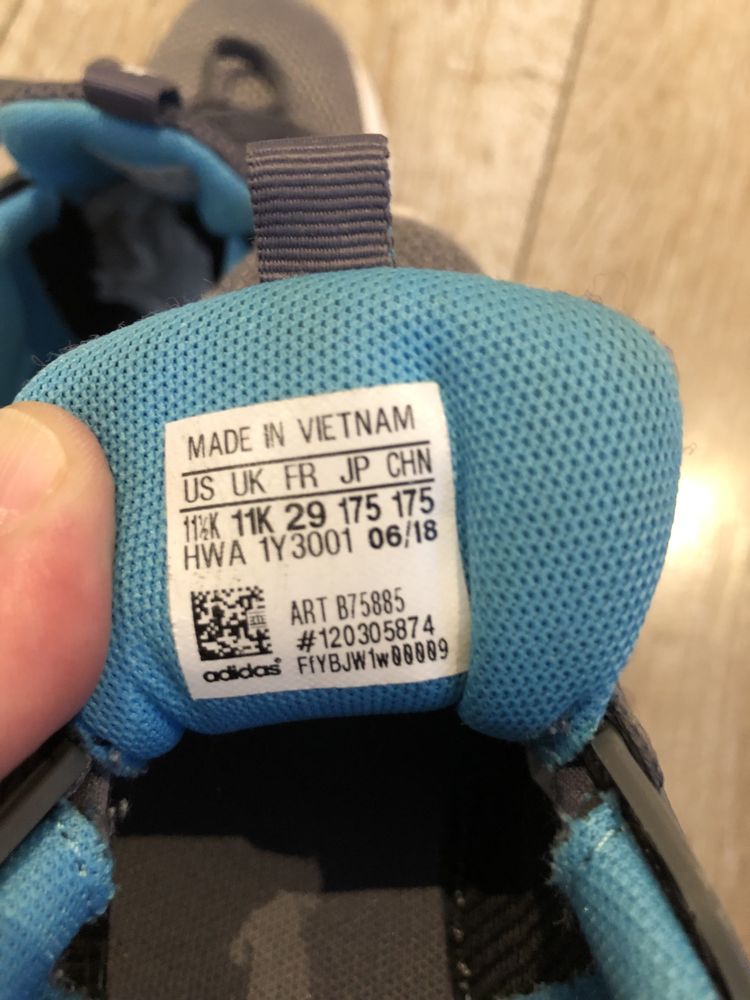 MADE IN VIETNAM
US UK FR JP CHN
11½K 11K 29 175 175
HWA 1Y3001 06/18
ART B75885
#120305874
FfYBJW1w00009
adidas